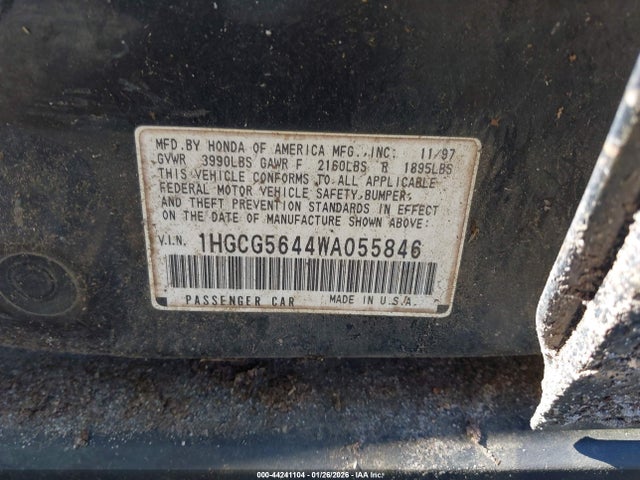 MFD. BY HONDA OF AMERICA MFG., INC. 11/97
GVWR 3990LBS GAWR F 2160LBS R 1895LBS
THIS VEHICLE CONFORMS TO ALL APPLICABLE
FEDERAL MOTOR VEHICLE SAFETY, BUMPER,
AND THEFT PREVENTION STANDARDS IN EFFECT
ON THE DATE OF MANUFACTURE SHOWN ABOVE.
V.I.N. 1HGCG5644WA055846
PASSENGER CAR MADE IN U.S.A.
000-44241104 | 01/26/2026 | IAA Inc.